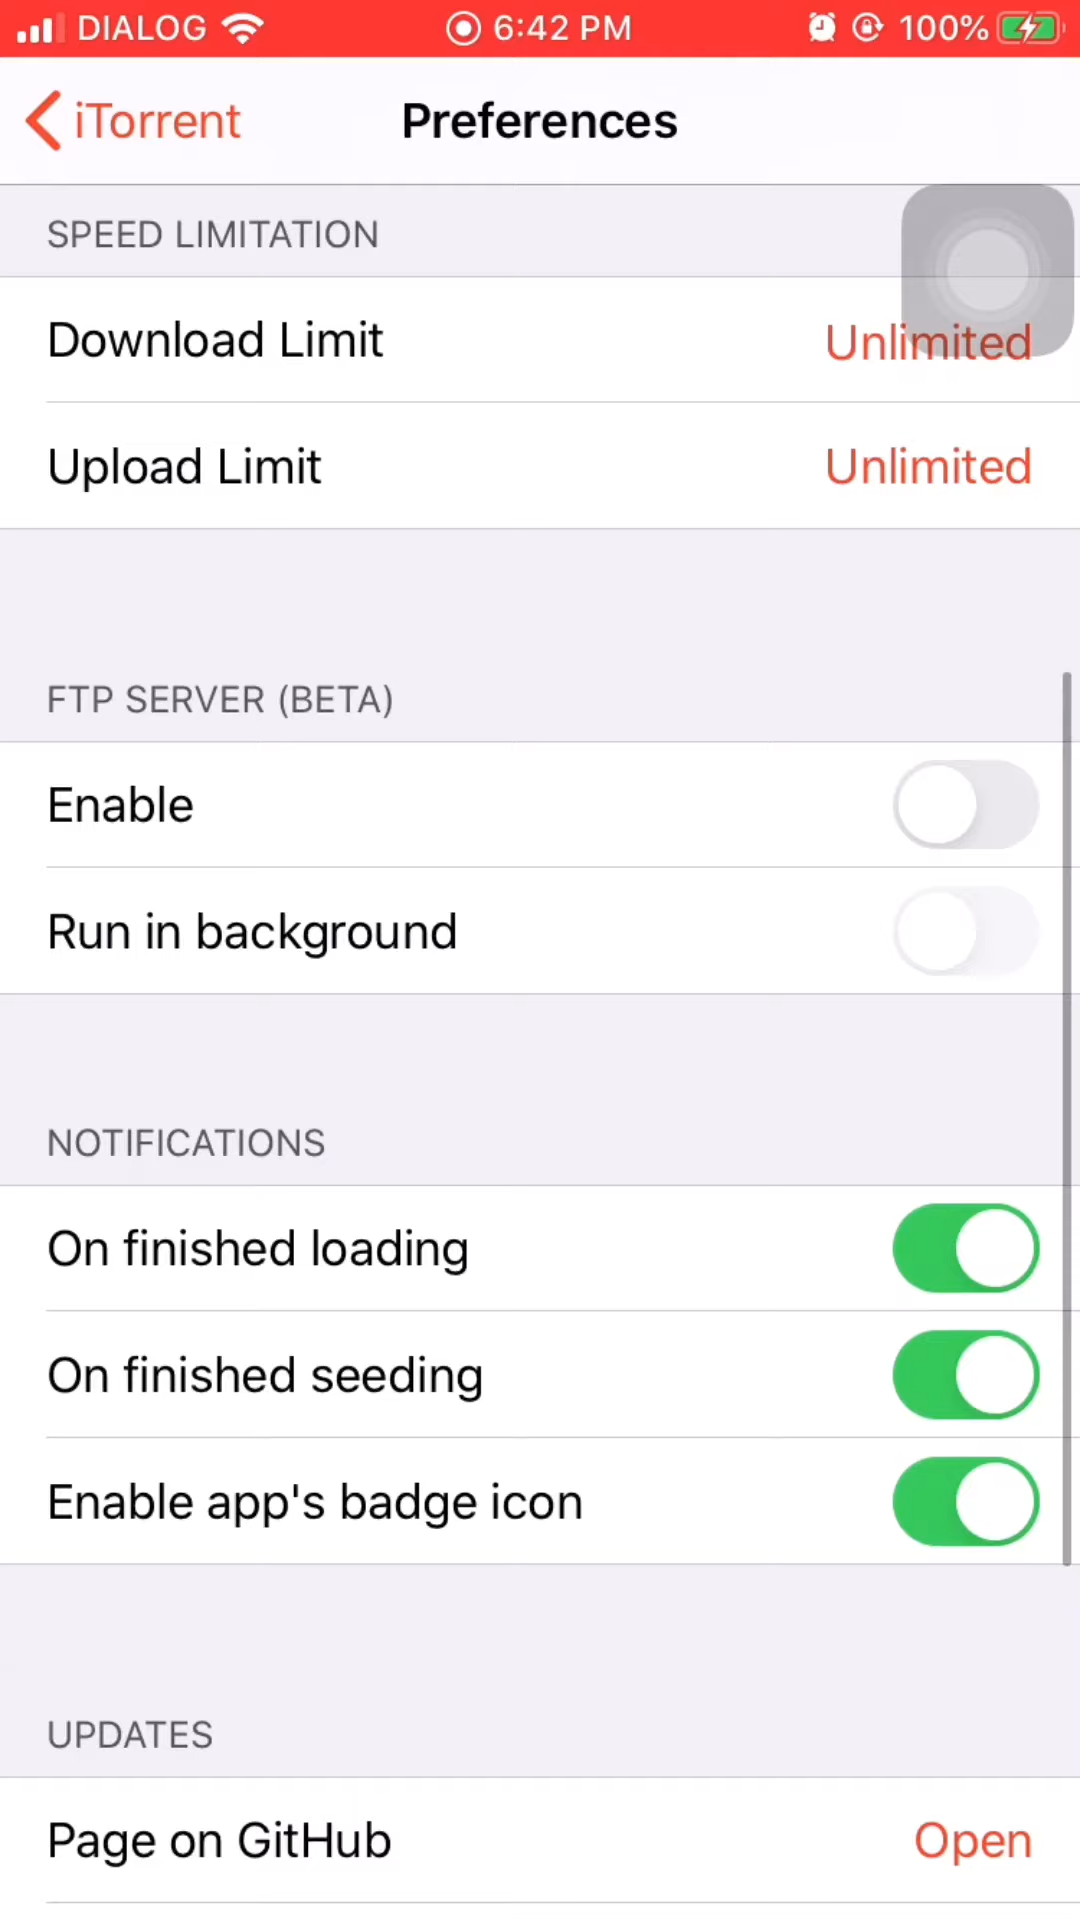 DIALOG 6:42 PM 100%
iTorrent Preferences
SPEED LIMITATION
Download Limit Unlimited
Upload Limit Unlimited
FTP SERVER (BETA)
Enable
Run in background
NOTIFICATIONS
On finished loading
On finished seeding
Enable app's badge icon
UPDATES
Page on GitHub Open